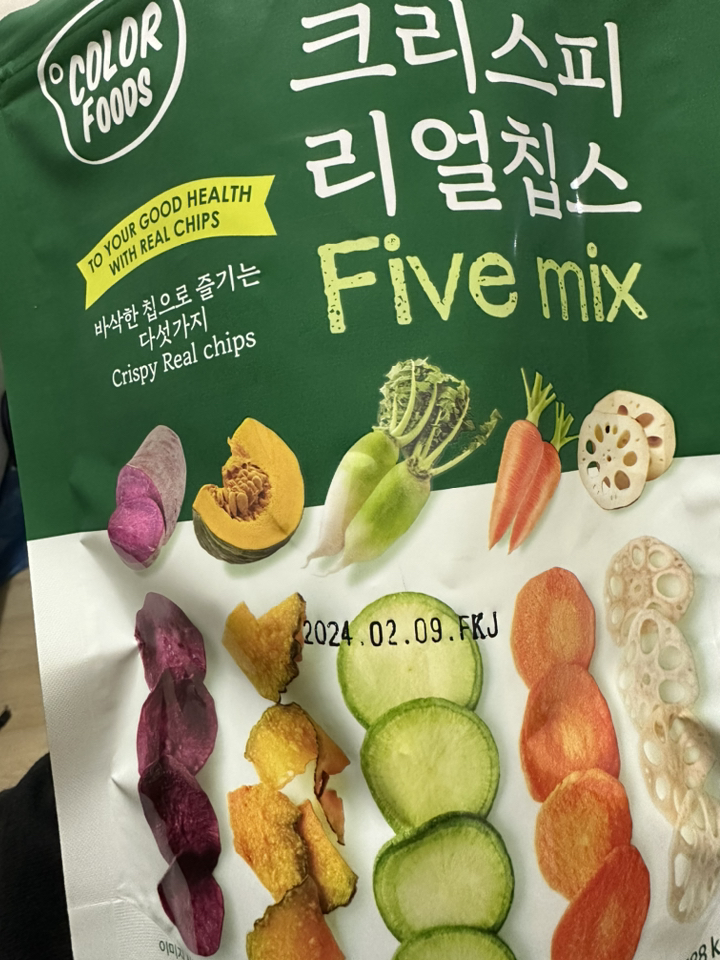 COLOR
FOODS
크리스피
리얼칩스
Five mix
TO YOUR GOOD HEALTH
WITH REAL CHIPS
바삭한 칩으로 즐기는
다섯가지
Crispy Real chips
2024.02.09.FKJ